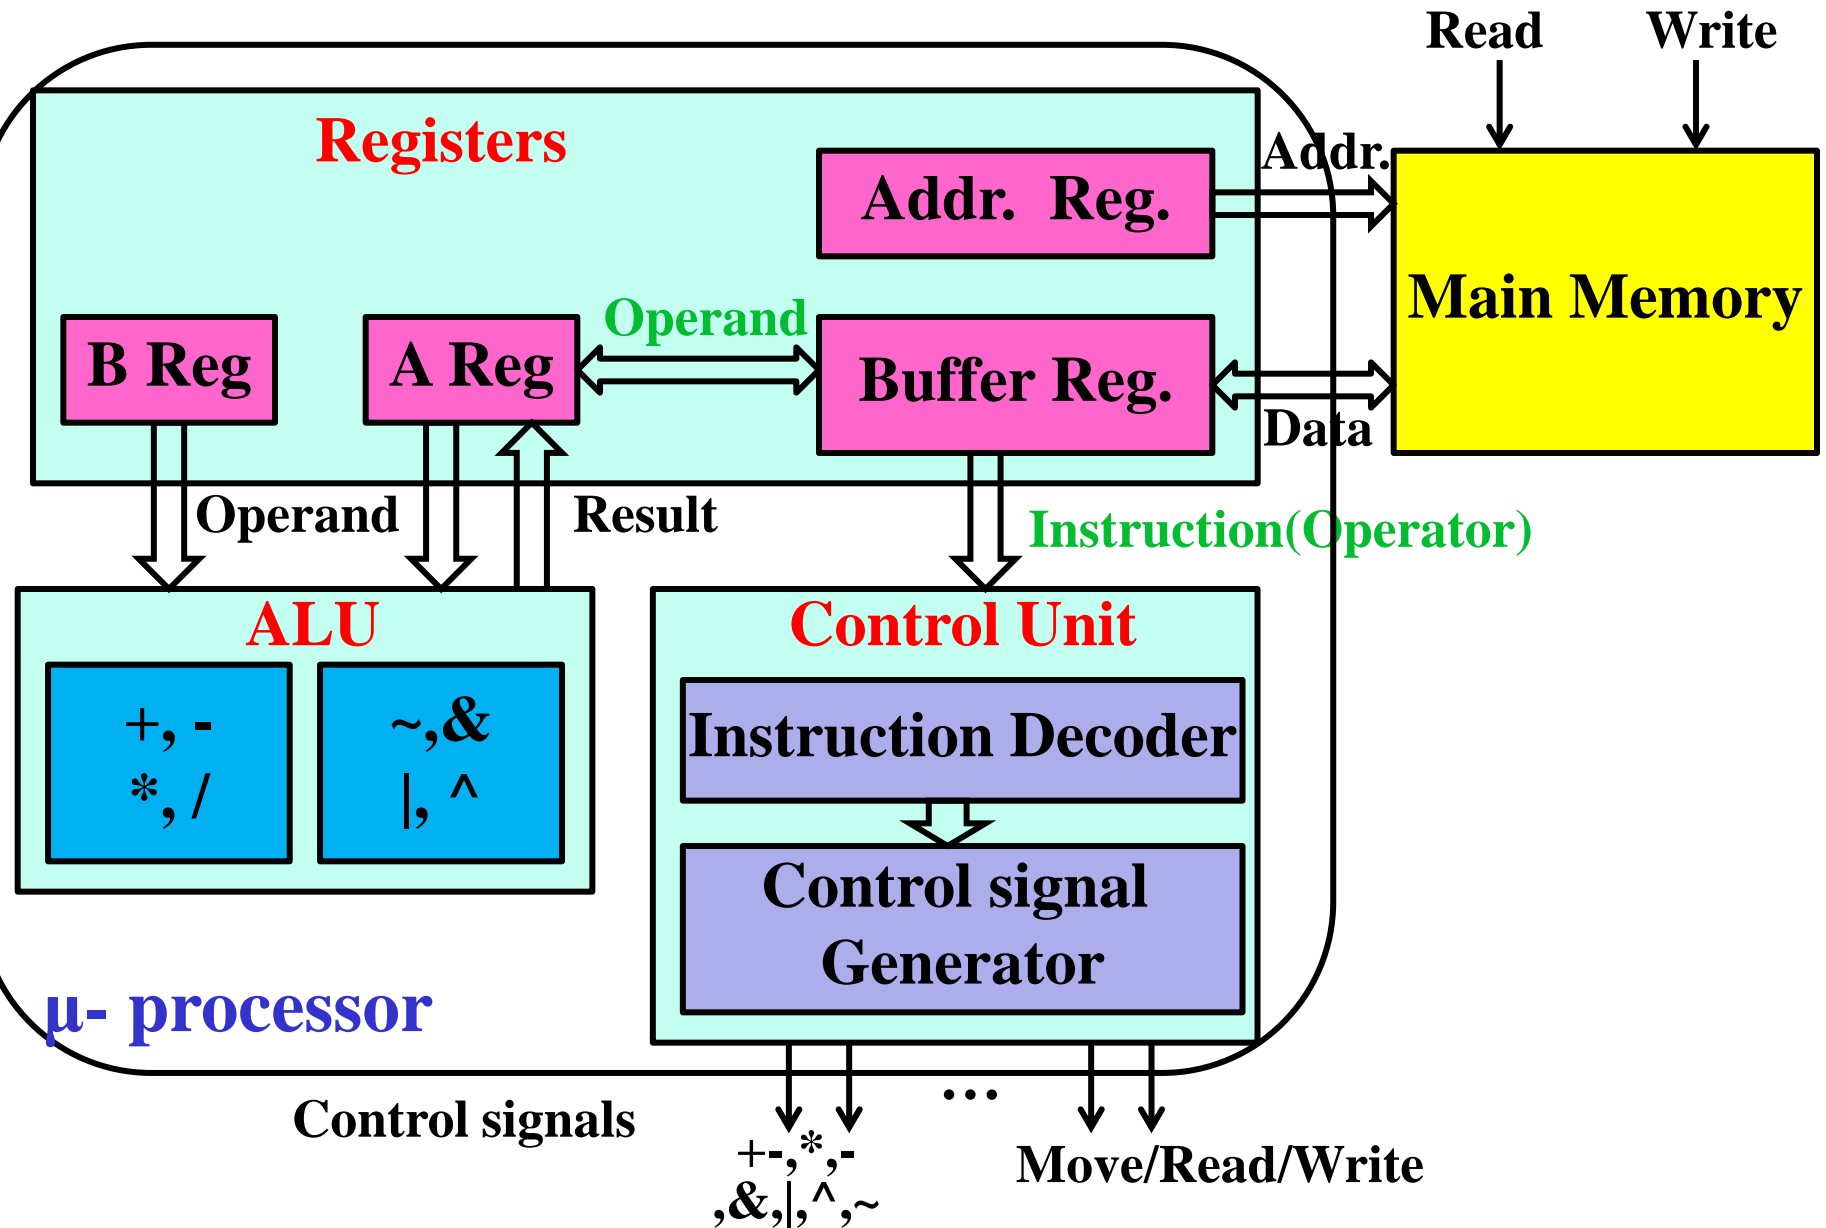 Read
Write
Registers
Addr.
Addr. Reg.
Main Memory
Operand
B Reg
A Reg
Buffer Reg.
Data
Operand
Result
Instruction(Operator)
ALU
Control Unit
+, -
*, /
~,&
|, ^
Instruction Decoder
Control signal
Generator
μ- processor
...
Control signals
+-,*,-
,&,|,^,~
Move/Read/Write